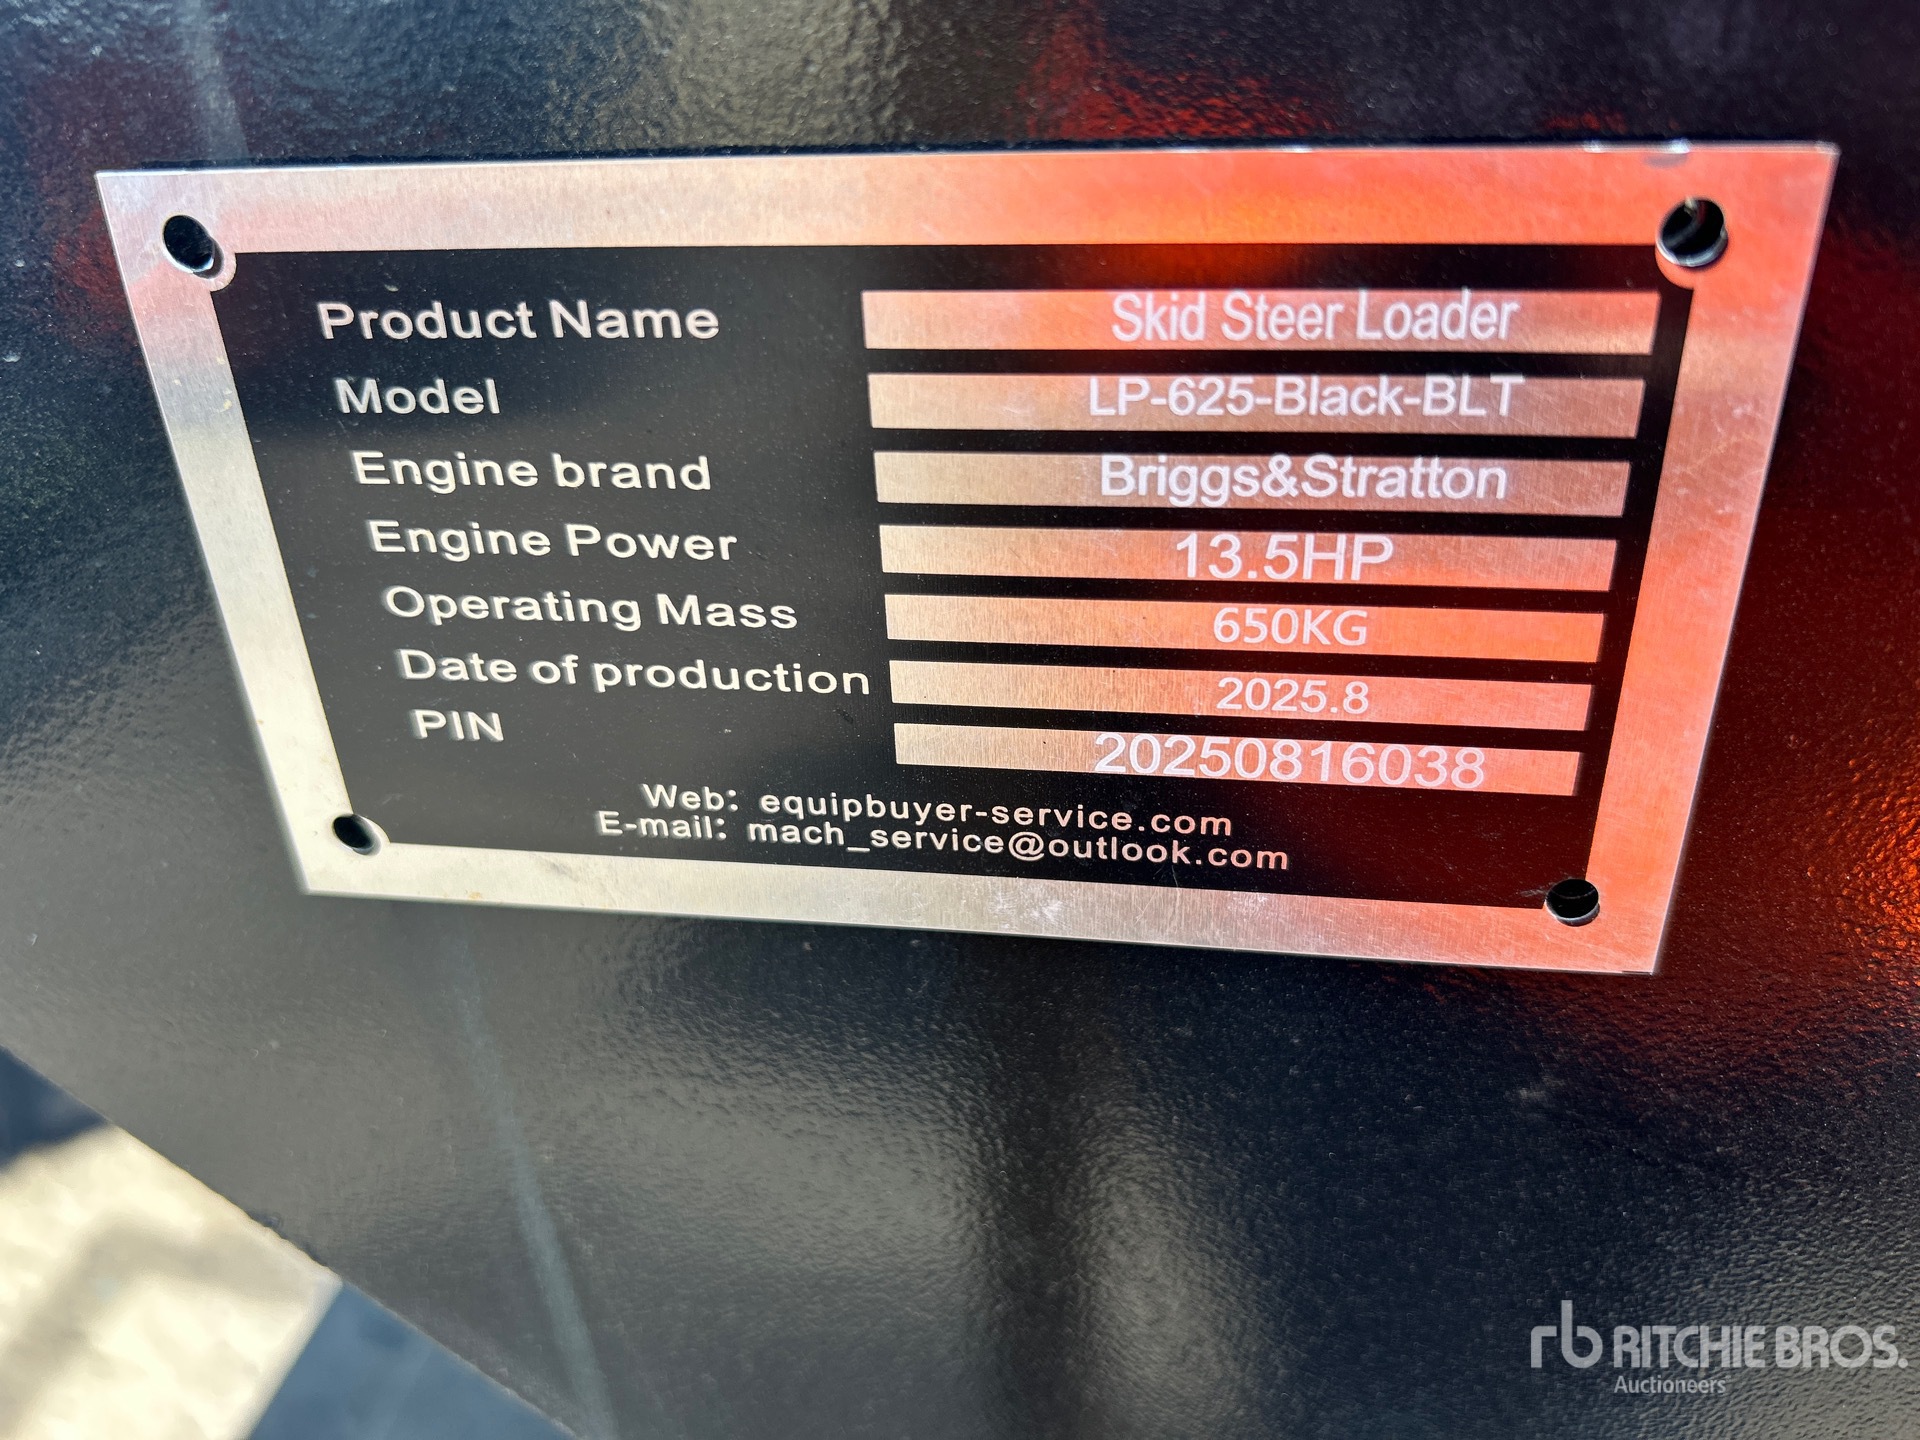 Product Name Skid Steer Loader
Model LP-625-Black-BLT
Engine brand Briggs&Stratton
Engine Power 13.5HP
Operating Mass 650KG
Date of production 2025.8
PIN 20250816038
Web: equipbuyer-service.com
E-mail: mach_service@outlook.com
rb RITCHIE BROS.
Auctioneers